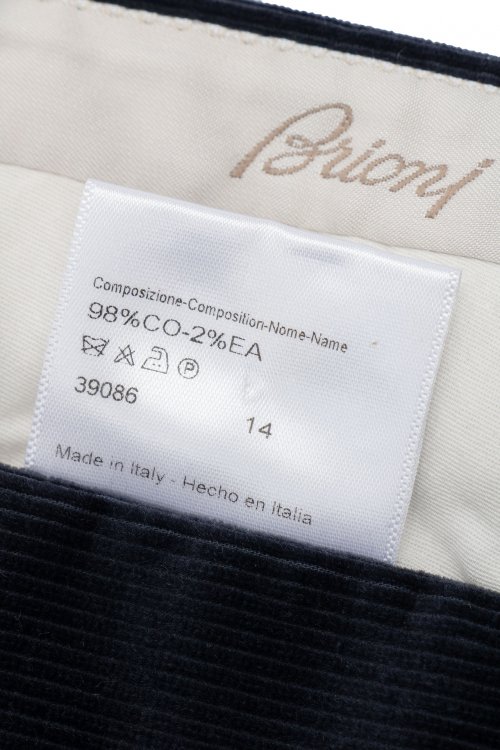 Brioni
Composizione-Composition-Nome-Name
98%CO-2%EA
P
39086
14
Made in Italy - Hecho en Italia